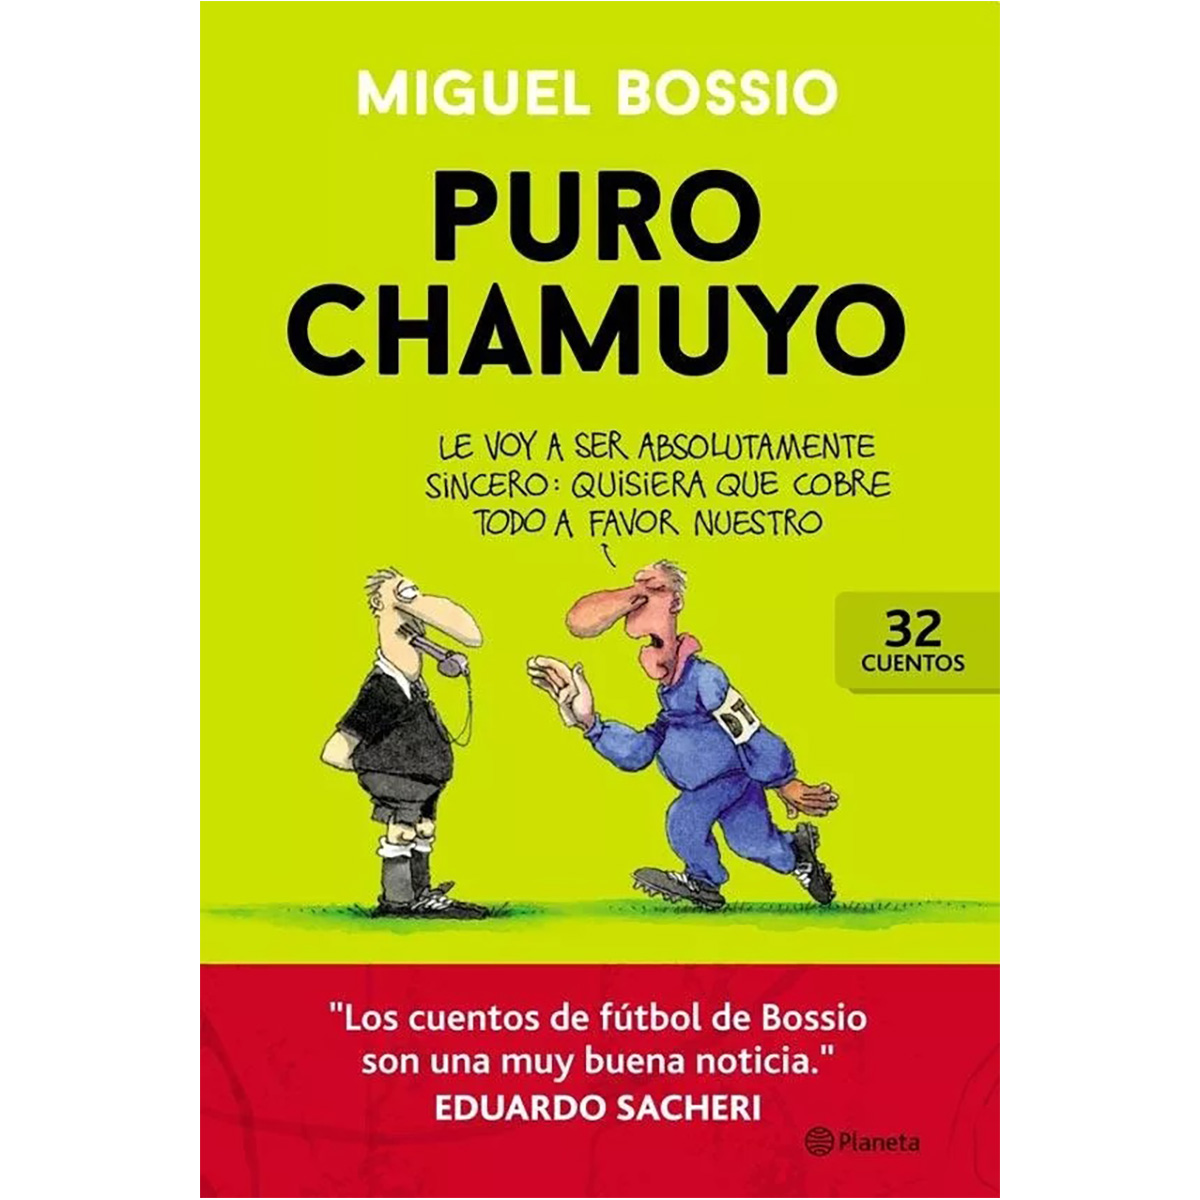 MIGUEL BOSSIO
PURO
CHAMUYO
LE VOY A SER ABSOLUTAMENTE
SINCERO: QUISIERA QUE COBRE
TODO A FAVOR NUESTRO
32
CUENTOS
DT
"Los cuentos de fútbol de Bossio
son una muy buena noticia."
EDUARDO SACHERI
Planeta